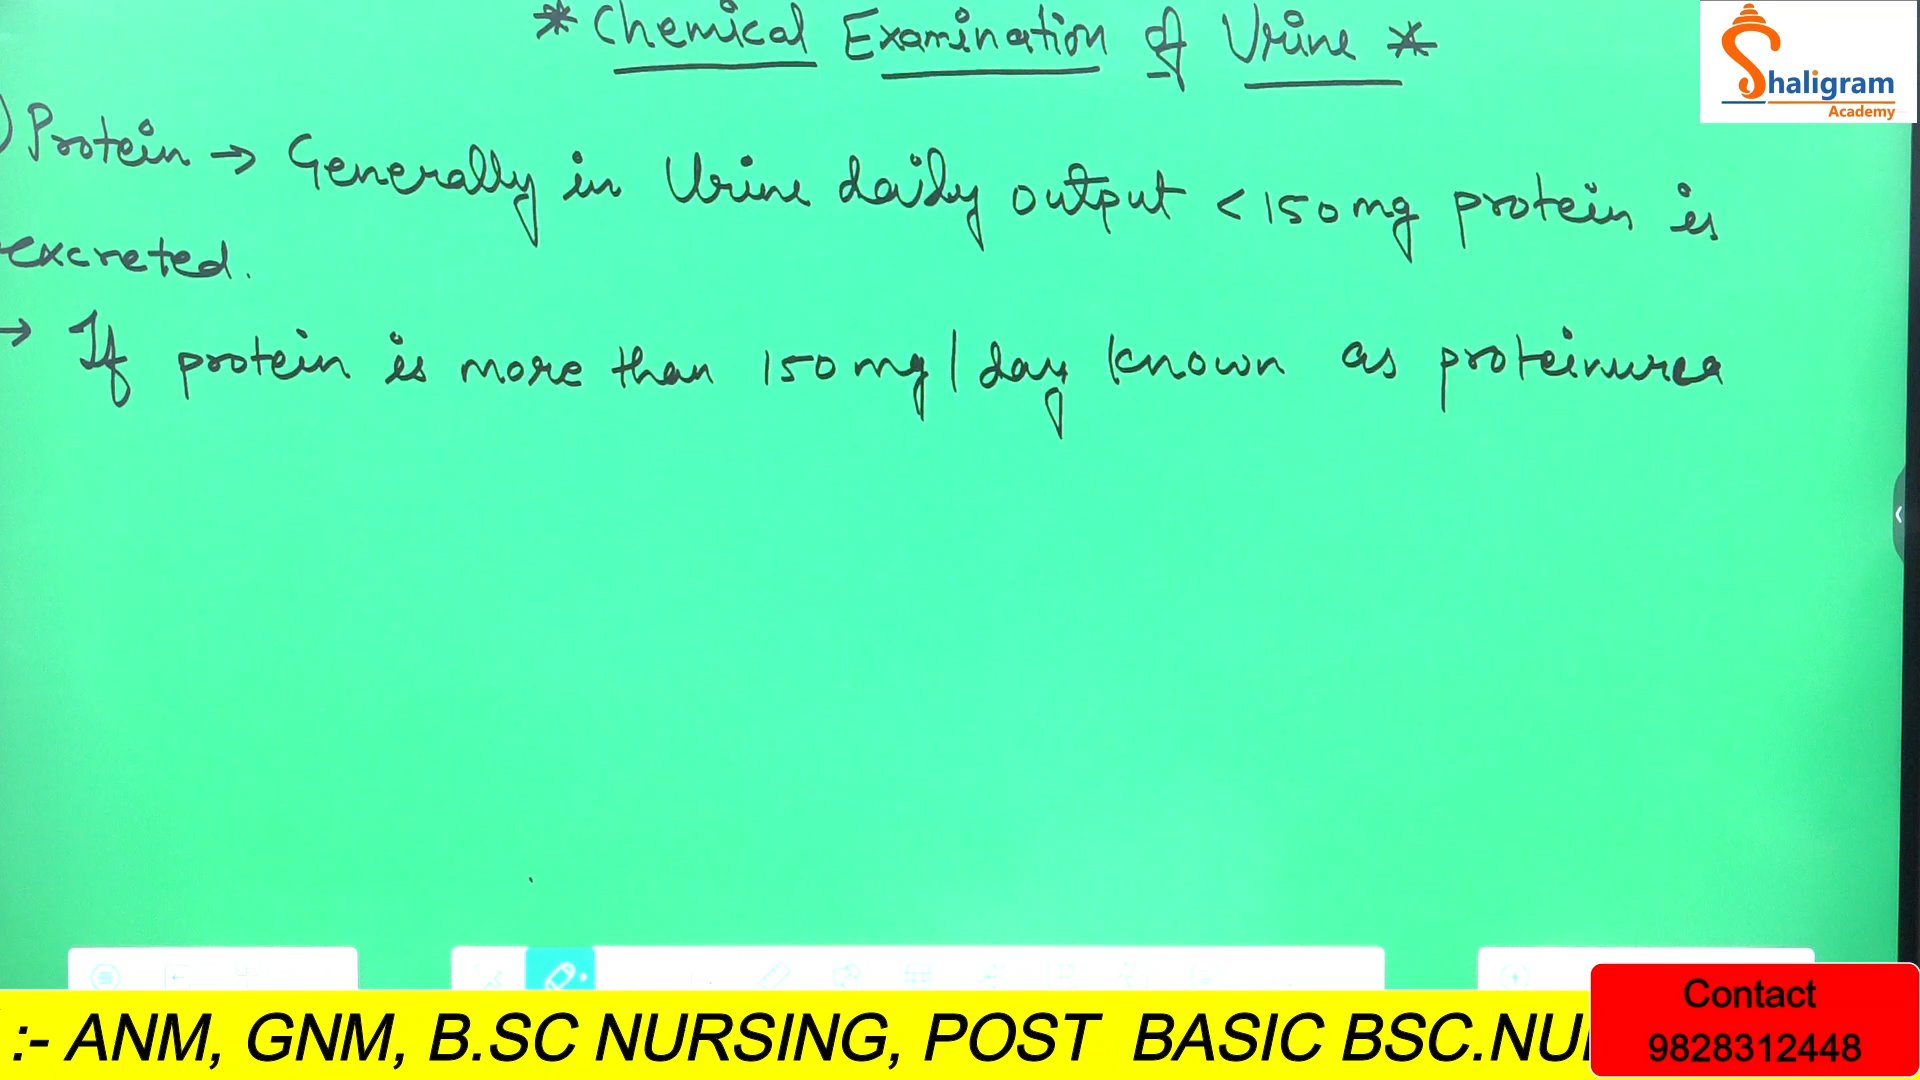 * Chemical Examination of Urine *
Shaligram
Academy
) Protein → Generally in Urine daily output < 150 mg protein is
excreted.
→ If protein is more than 150 mg / day known as proteinurea
:- ANM, GNM, B.SC NURSING, POST BASIC BSC.NU
Contact
9828312448